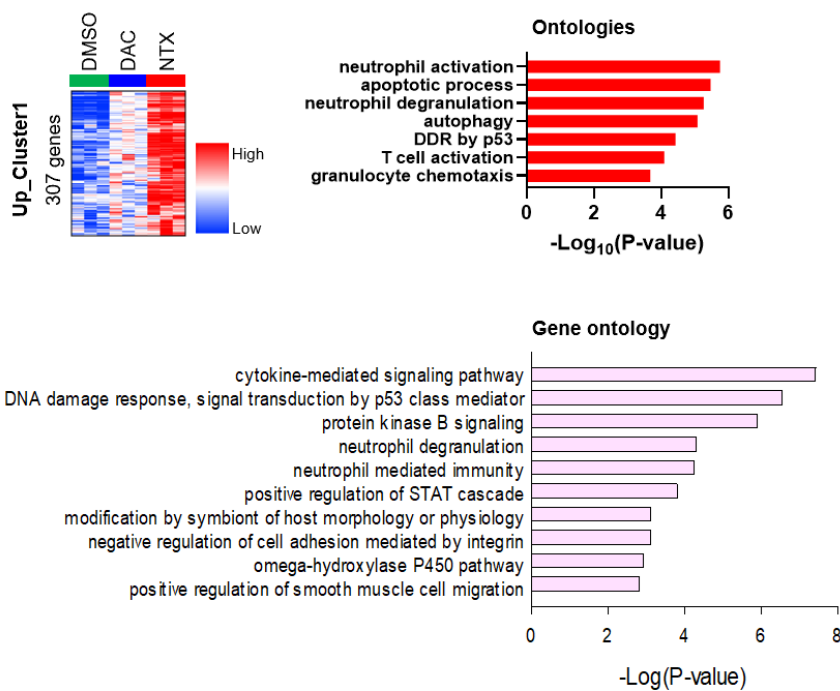 DMSO
DAC
NTX
Up_Cluster1
307 genes
High
Low
Ontologies
neutrophil activation
apoptotic process
neutrophil degranulation
autophagy
DDR by p53
T cell activation
granulocyte chemotaxis
0 2 4 6
-Log10(P-value)
Gene ontology
cytokine-mediated signaling pathway
DNA damage response, signal transduction by p53 class mediator
protein kinase B signaling
neutrophil degranulation
neutrophil mediated immunity
positive regulation of STAT cascade
modification by symbiont of host morphology or physiology
negative regulation of cell adhesion mediated by integrin
omega-hydroxylase P450 pathway
positive regulation of smooth muscle cell migration
0 2 4 6 8
-Log(P-value)